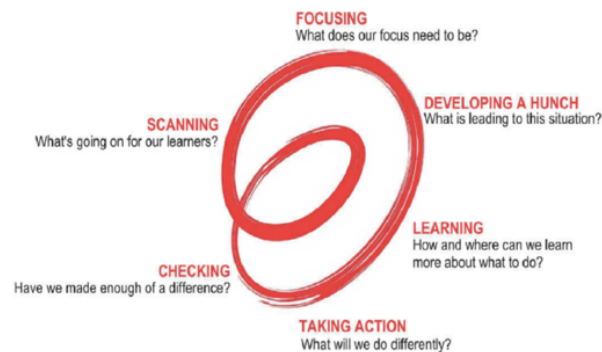 FOCUSING
What does our focus need to be?
DEVELOPING A HUNCH
What is leading to this situation?
LEARNING
How and where can we learn
more about what to do?
TAKING ACTION
What will we do differently?
CHECKING
Have we made enough of a difference?
SCANNING
What's going on for our learners?